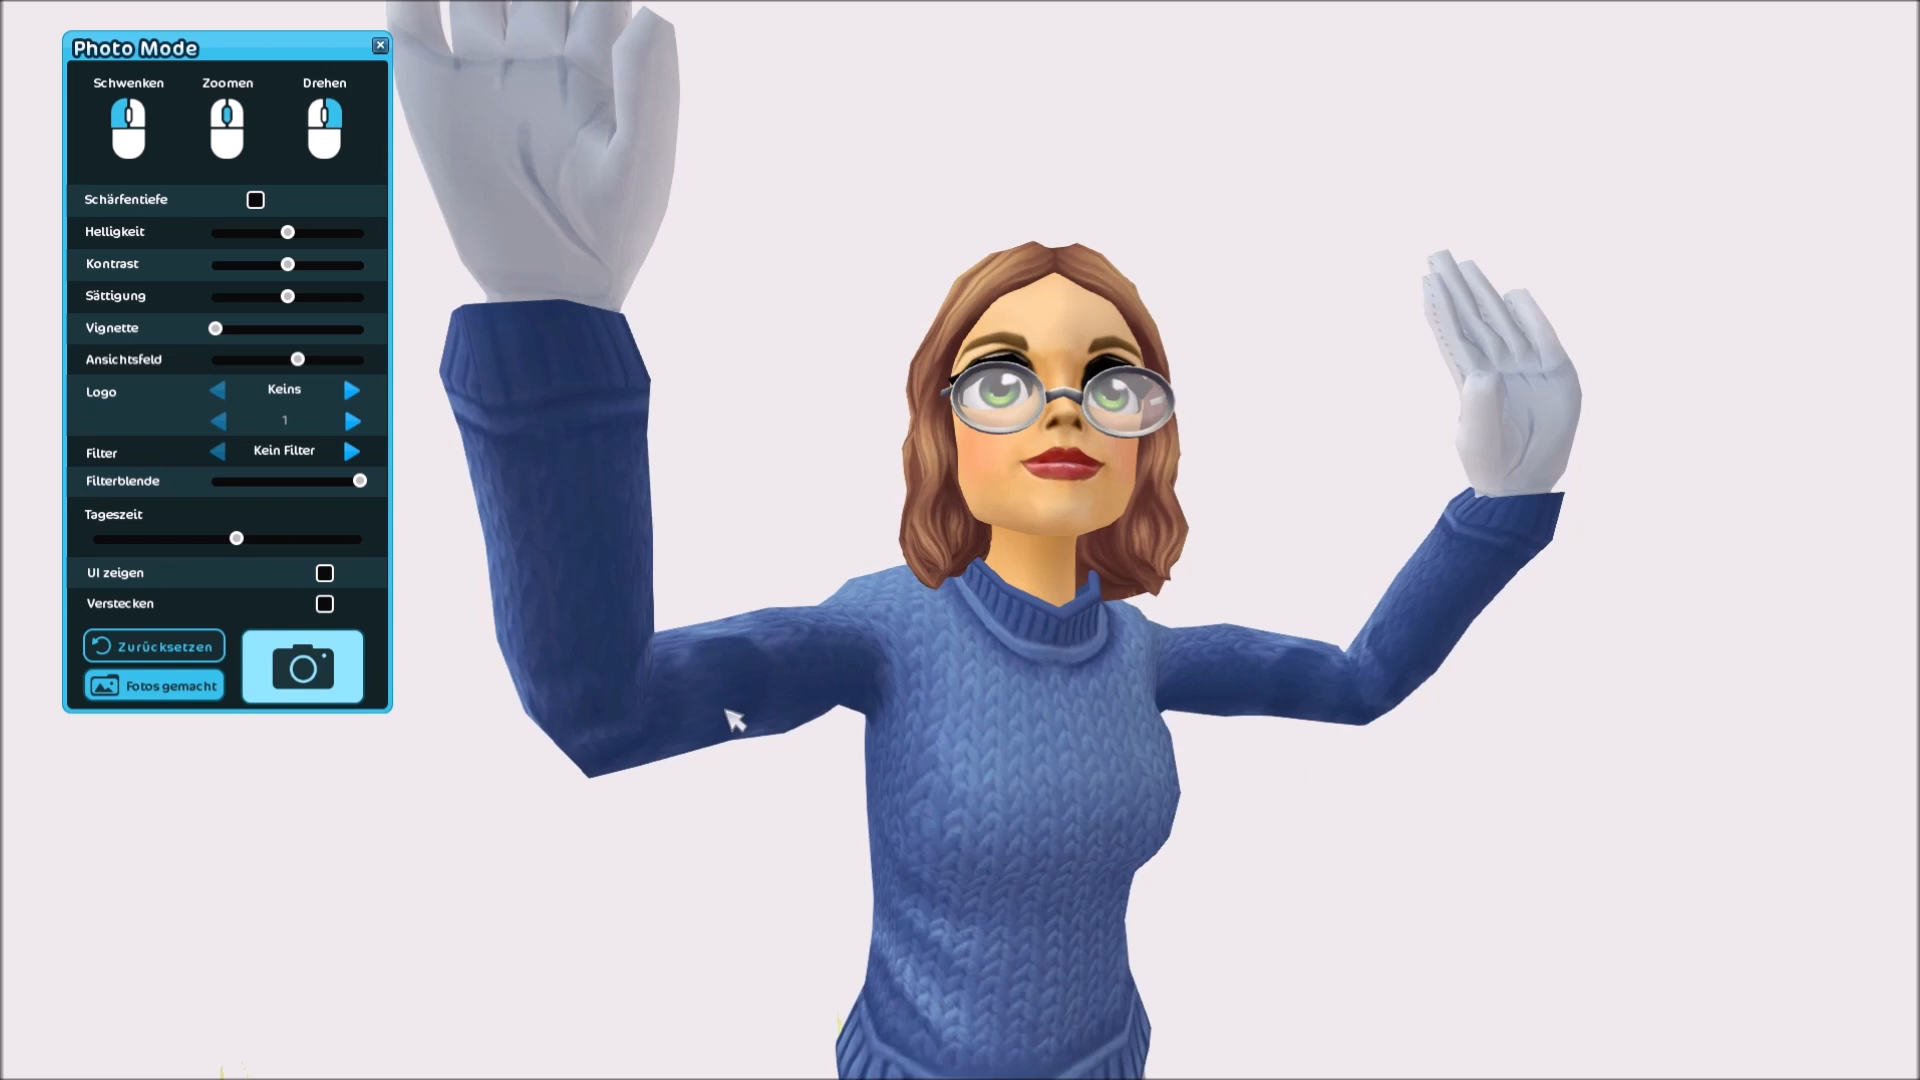 Photo Mode
Schwenken Zoomen Drehen
Schärfentiefe
Helligkeit
Kontrast
Sättigung
Vignette
Ansichtsfeld
Logo Keins
1
Filter Kein Filter
Filterblende
Tageszeit
UI zeigen
Verstecken
Zurücksetzen
Fotos gemacht